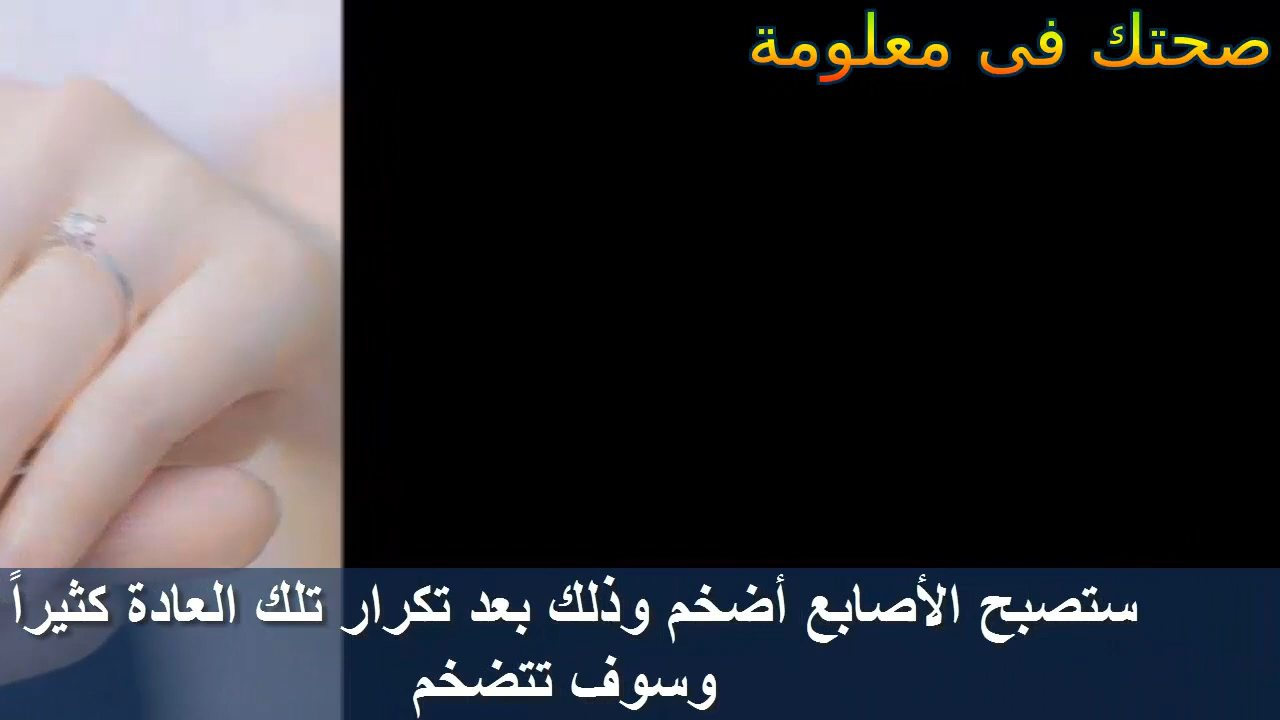 صحتك فى معلومة
ستصبح الأصابع أضخم وذلك بعد تكرار تلك العادة كثيراً
وسوف تتضخم